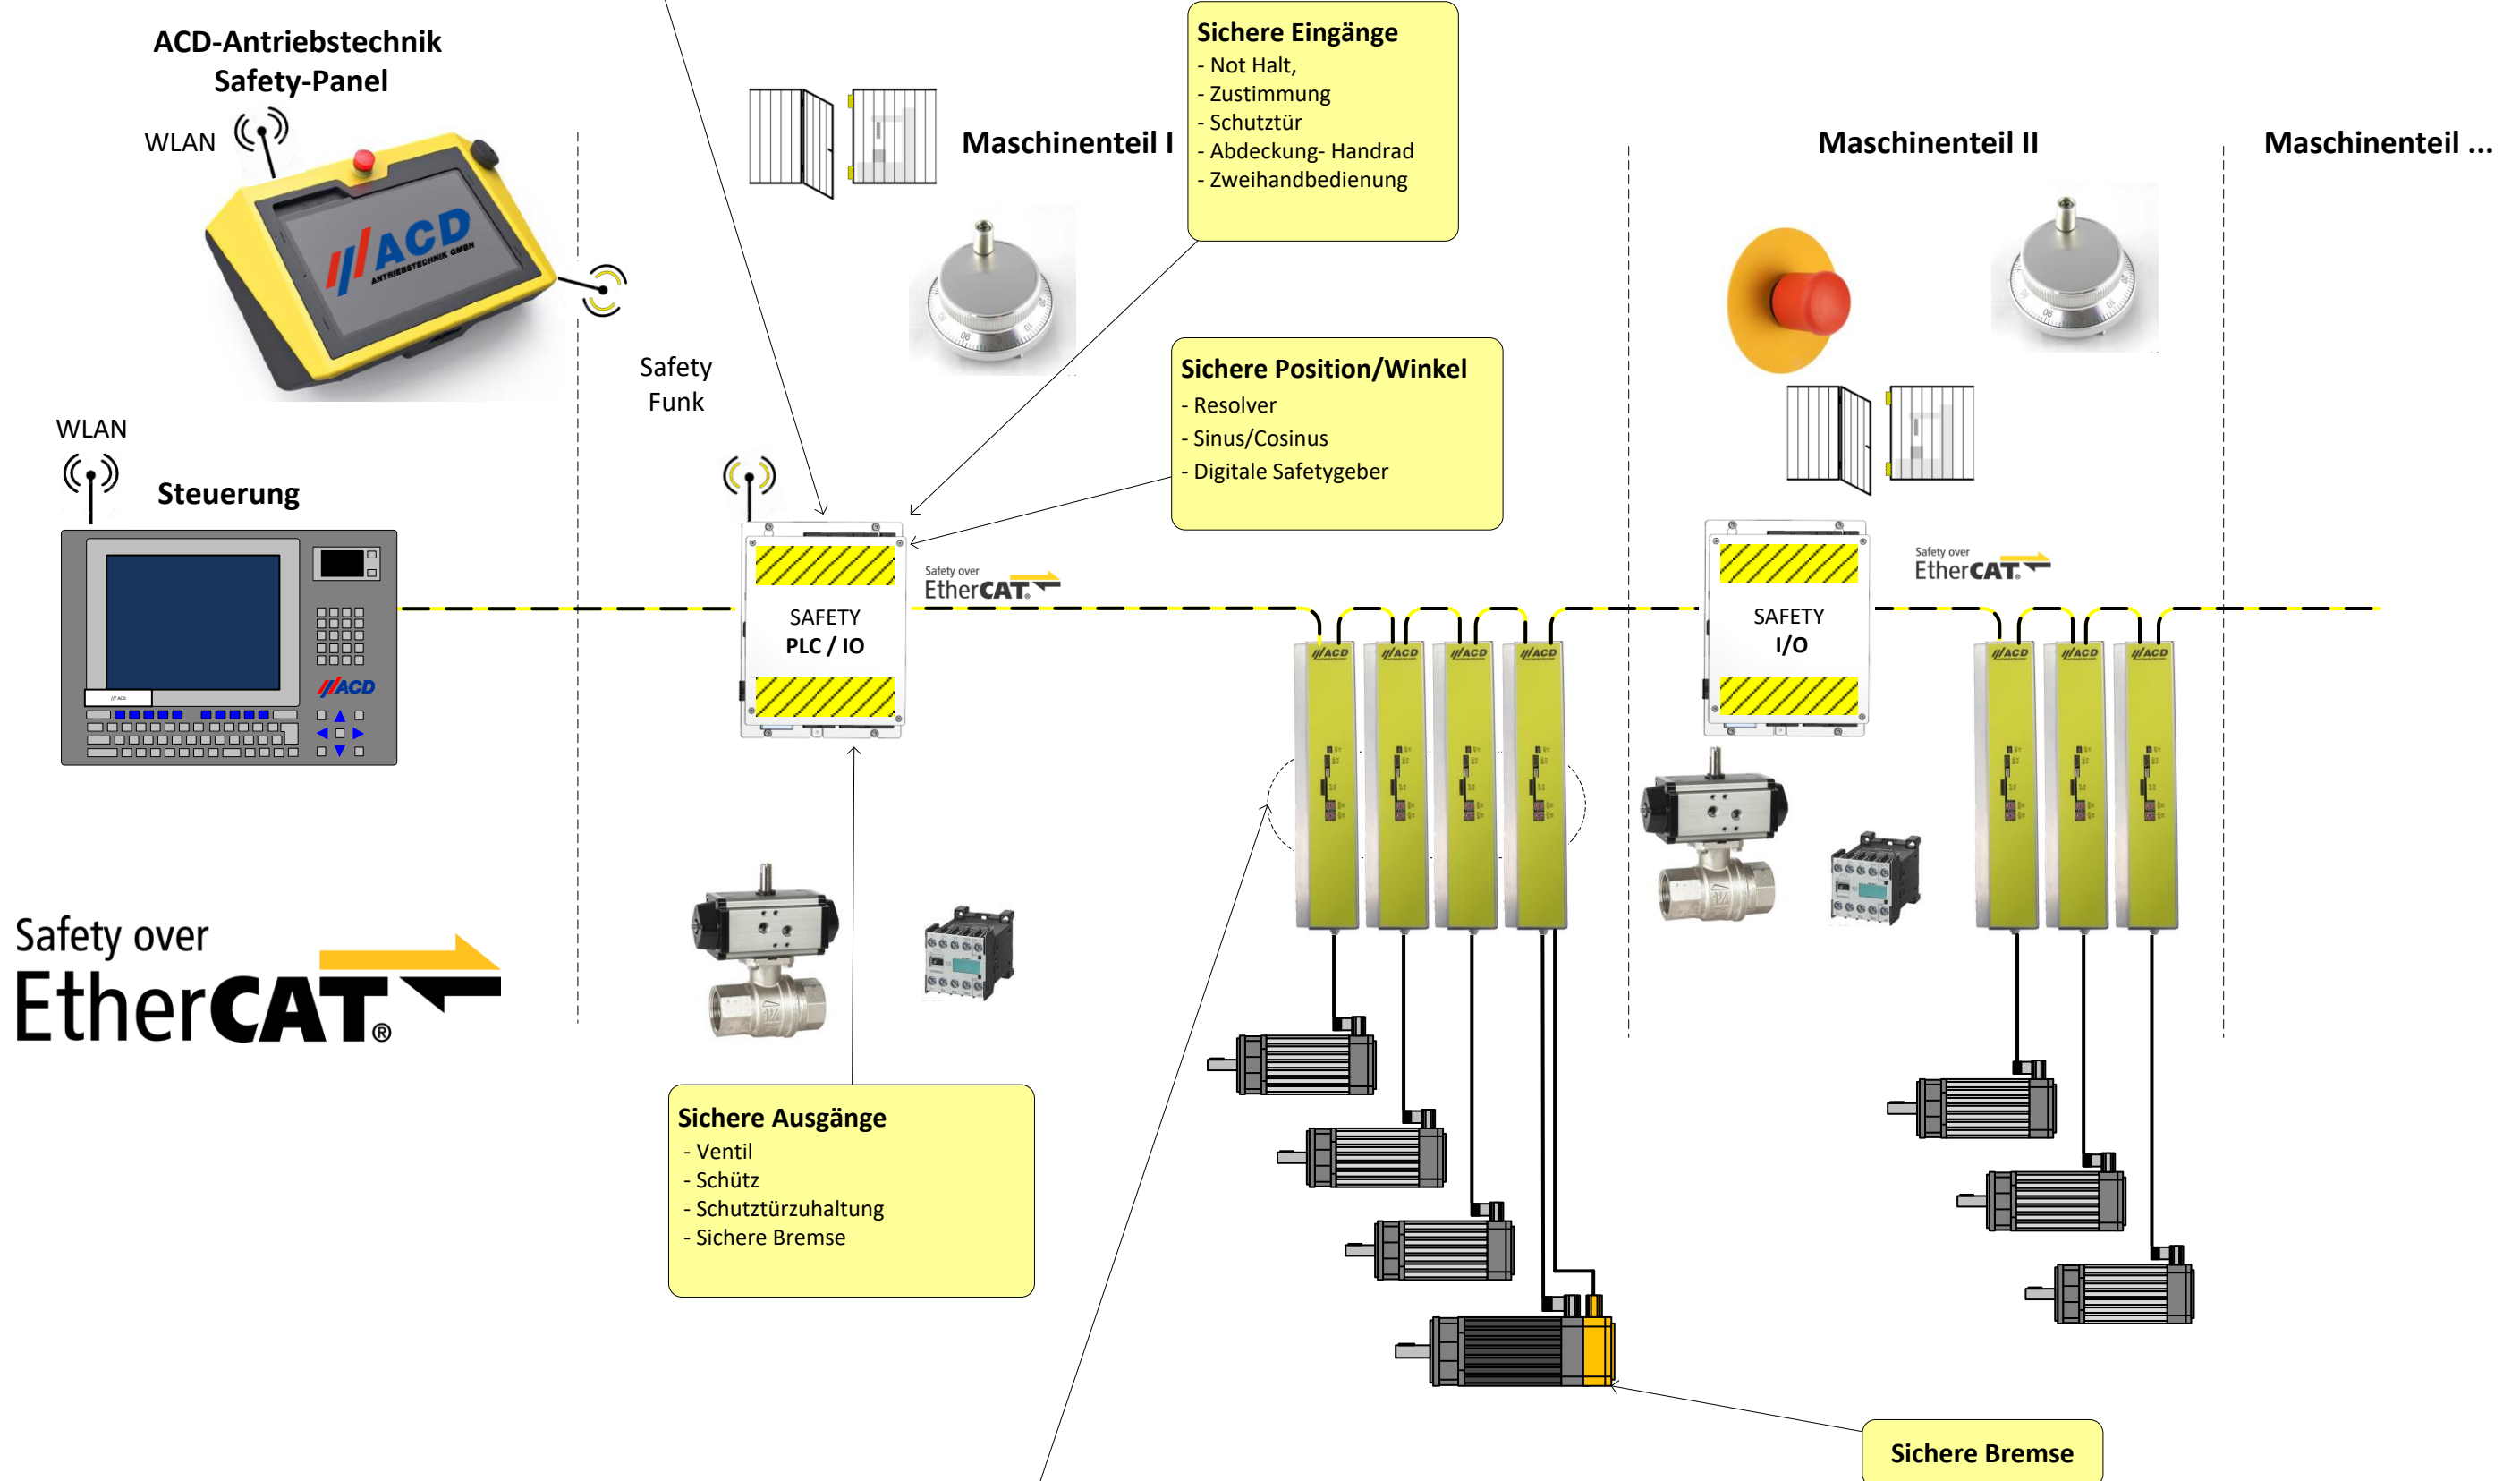 ACD-Antriebstechnik
Safety-Panel
WLAN
ACD
ANTRIEBSTECHNIK GMBH
WLAN
Steuerung
ACD
ACD
Safety over
EtherCAT®
Safety
Funk
Maschinenteil I
Sichere Eingänge
- Not Halt,
- Zustimmung
- Schutztür
- Abdeckung- Handrad
- Zweihandbedienung
Sichere Position/Winkel
- Resolver
- Sinus/Cosinus
- Digitale Safetygeber
SAFETY
PLC / IO
Safety over
EtherCAT®
ACD
ACD
ACD
ACD
Sichere Ausgänge
- Ventil
- Schütz
- Schutztürzuhaltung
- Sichere Bremse
Maschinenteil II
SAFETY
I/O
Safety over
EtherCAT®
ACD
ACD
ACD
Sichere Bremse
Maschinenteil ...